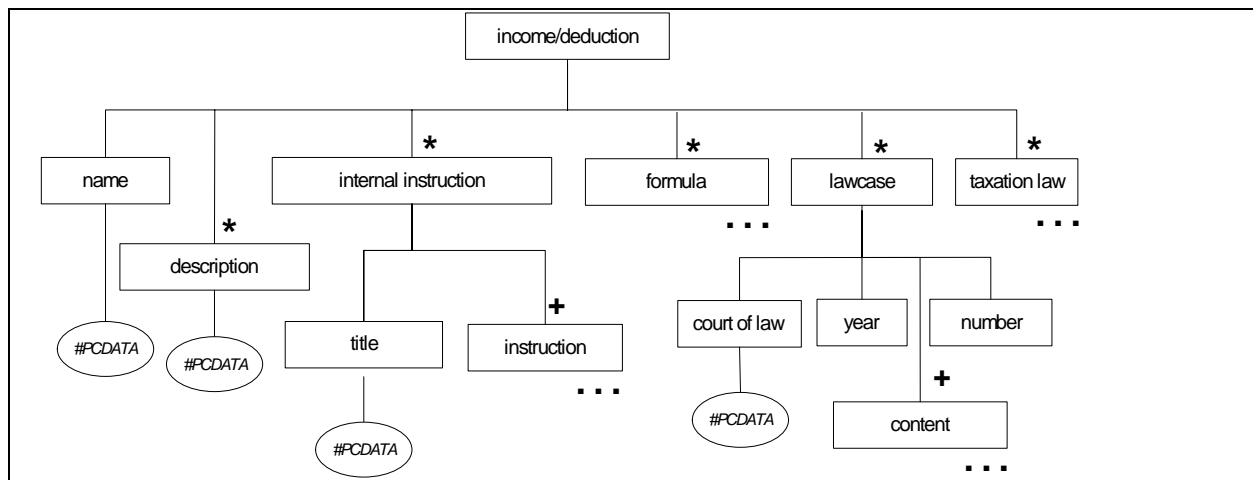 income/deduction
* * * *
name internal instruction formula lawcase taxation law
... ...
*
description
+
court of law year number
title instruction
#PCDATA #PCDATA ...
+
#PCDATA content
#PCDATA ...